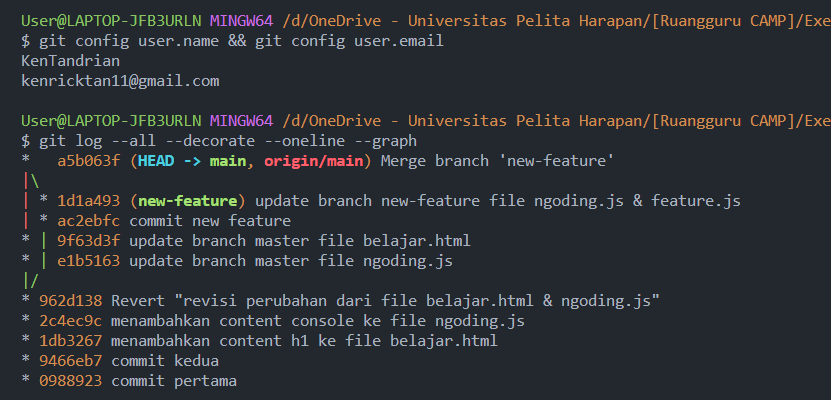 User@LAPTOP-JFB3URLN MINGW64 /d/OneDrive - Universitas Pelita Harapan/[Ruangguru CAMP]/Exe
$ git config user.name && git config user.email
KenTandrian
kenricktan11@gmail.com
User@LAPTOP-JFB3URLN MINGW64 /d/OneDrive - Universitas Pelita Harapan/[Ruangguru CAMP]/Exe
$ git log --all --decorate --oneline --graph
*   a5b063f (HEAD -> main, origin/main) Merge branch 'new-feature'
|\
| * 1d1a493 (new-feature) update branch new-feature file ngoding.js & feature.js
| * ac2ebfc commit new feature
* | 9f63d3f update branch master file belajar.html
* | e1b5163 update branch master file ngoding.js
|/
* 962d138 Revert "revisi perubahan dari file belajar.html & ngoding.js"
* 2c4ec9c menambahkan content console ke file ngoding.js
* 1db3267 menambahkan content h1 ke file belajar.html
* 9466eb7 commit kedua
* 0988923 commit pertama